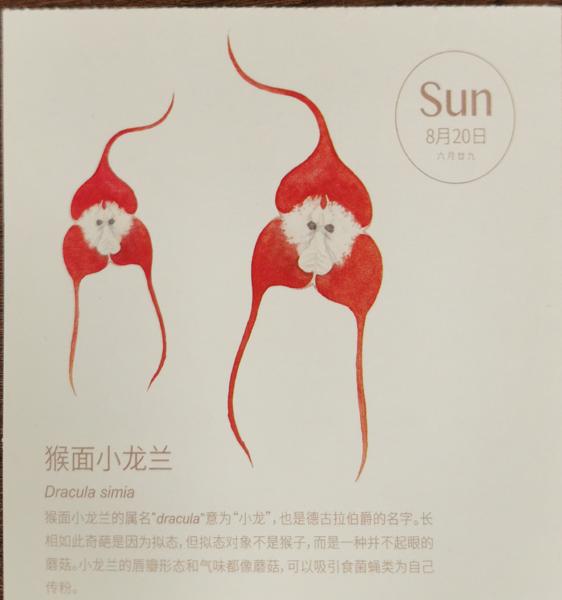 Sun
8月20日
六月廿九
猴面小龙兰
Dracula simia
猴面小龙兰的属名"dracula"意为“小龙”，也是德古拉伯爵的名字。长
相如此奇葩是因为拟态，但拟态对象不是猴子，而是一种并不起眼的
蘑菇。小龙兰的唇瓣形态和气味都像蘑菇，可以吸引食菌蝇类为自己
传粉。